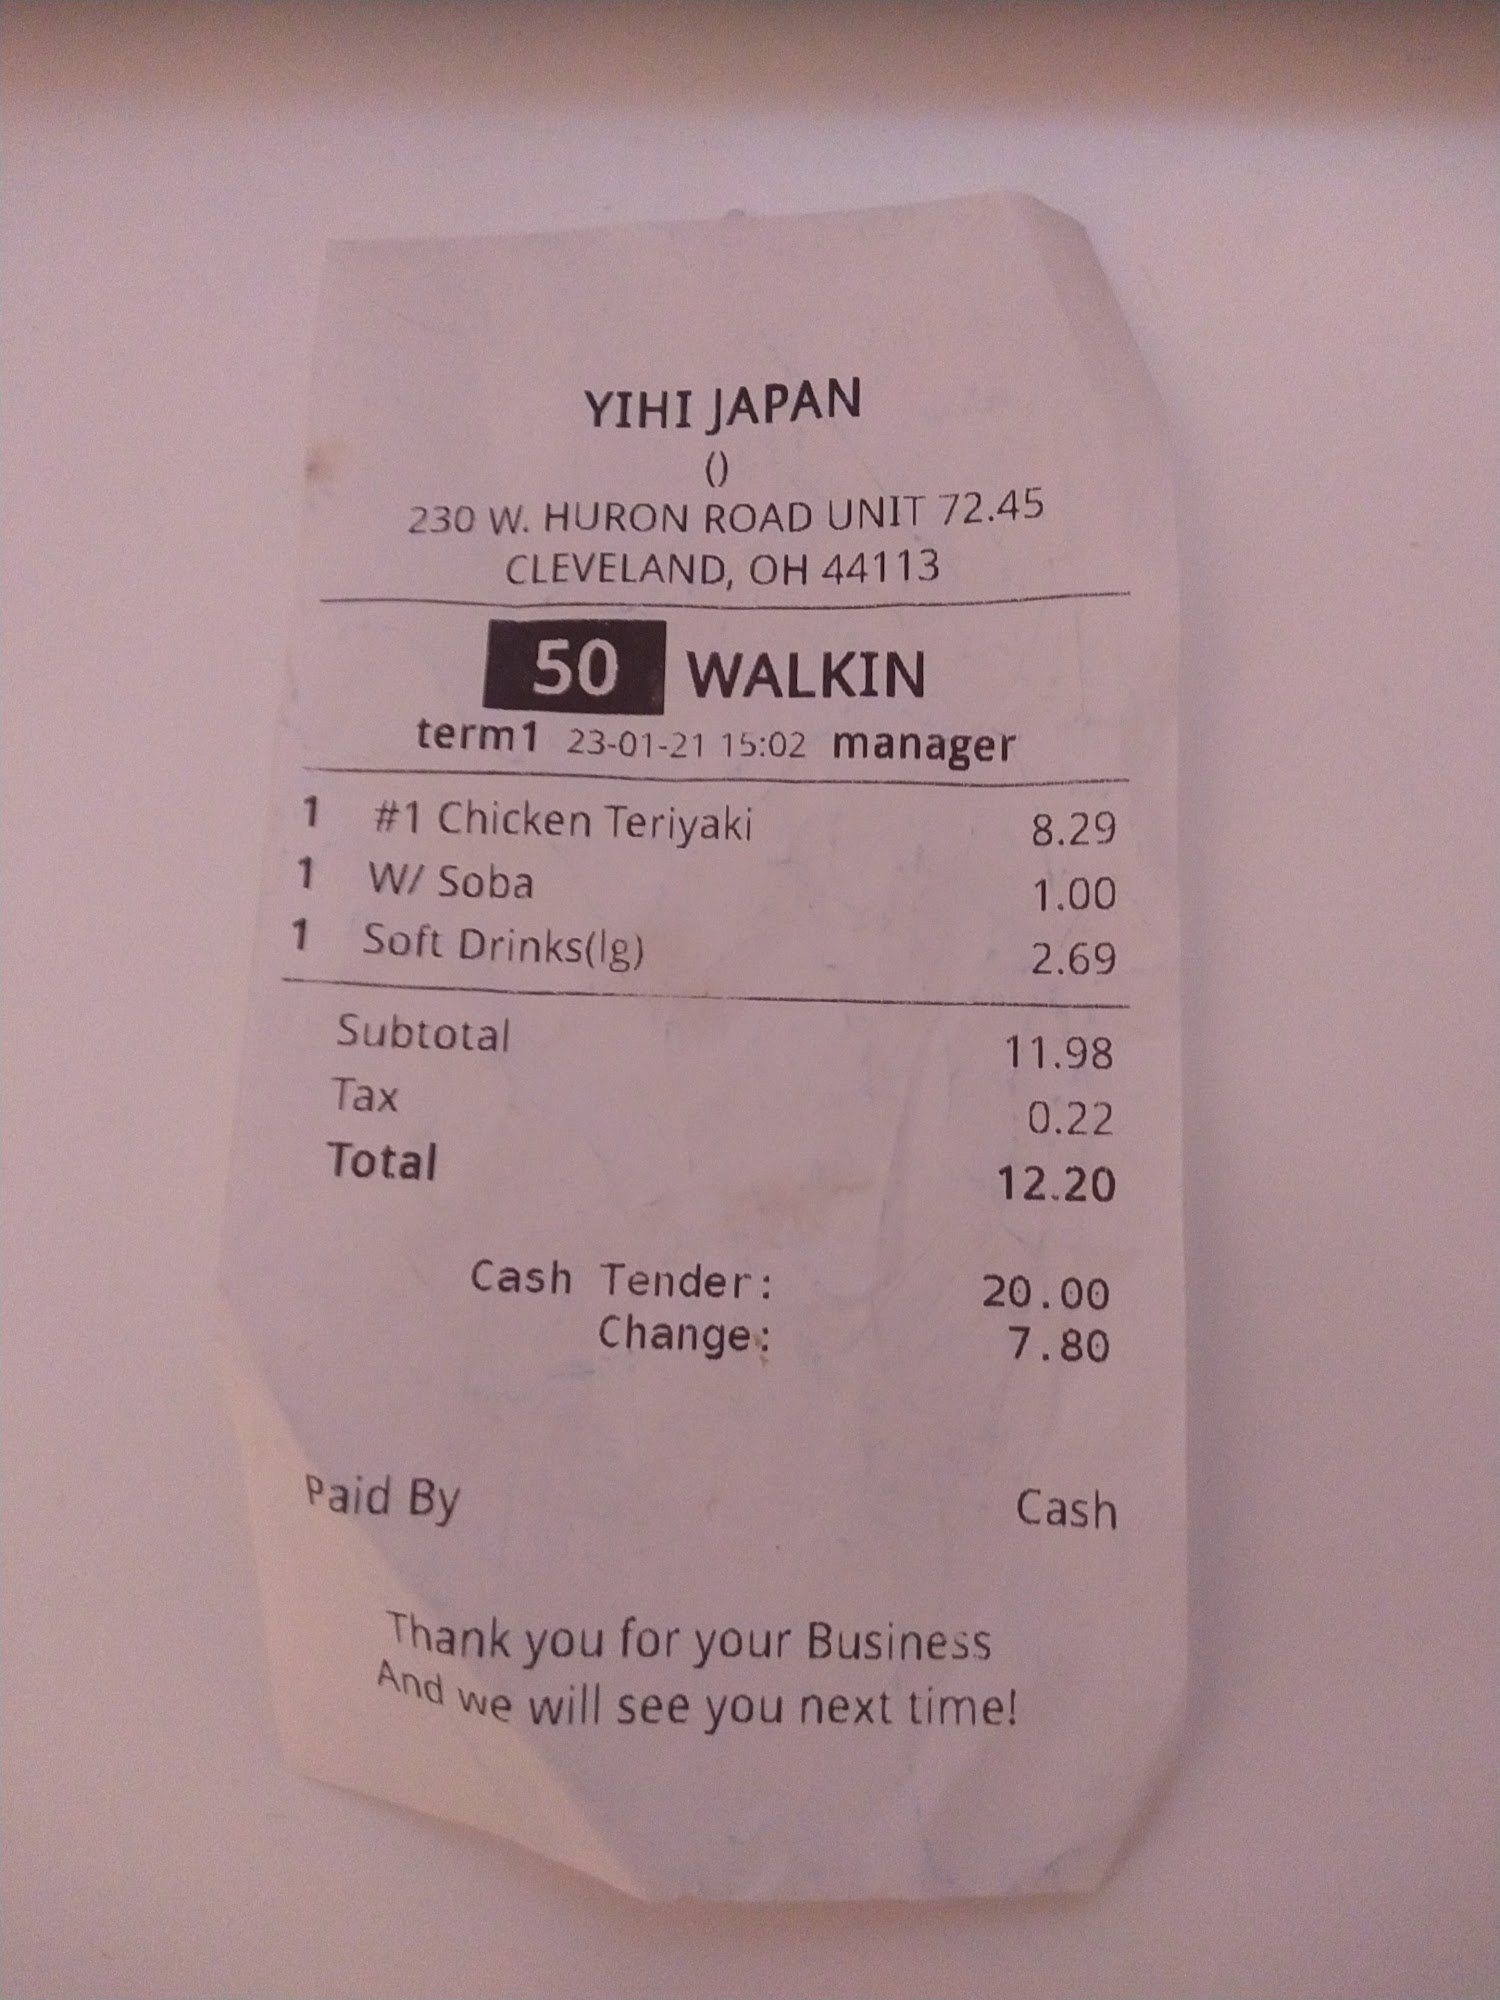 YIHI JAPAN
()
230 W. HURON ROAD UNIT 72.45
CLEVELAND, OH 44113
50 WALKIN
term1 23-01-21 15:02 manager
1 #1 Chicken Teriyaki 8.29
1 W/ Soba 1.00
1 Soft Drinks(lg) 2.69
Subtotal 11.98
Tax 0.22
Total 12.20
Cash Tender: 20.00
Change: 7.80
Paid By Cash
Thank you for your Business
And we will see you next time!